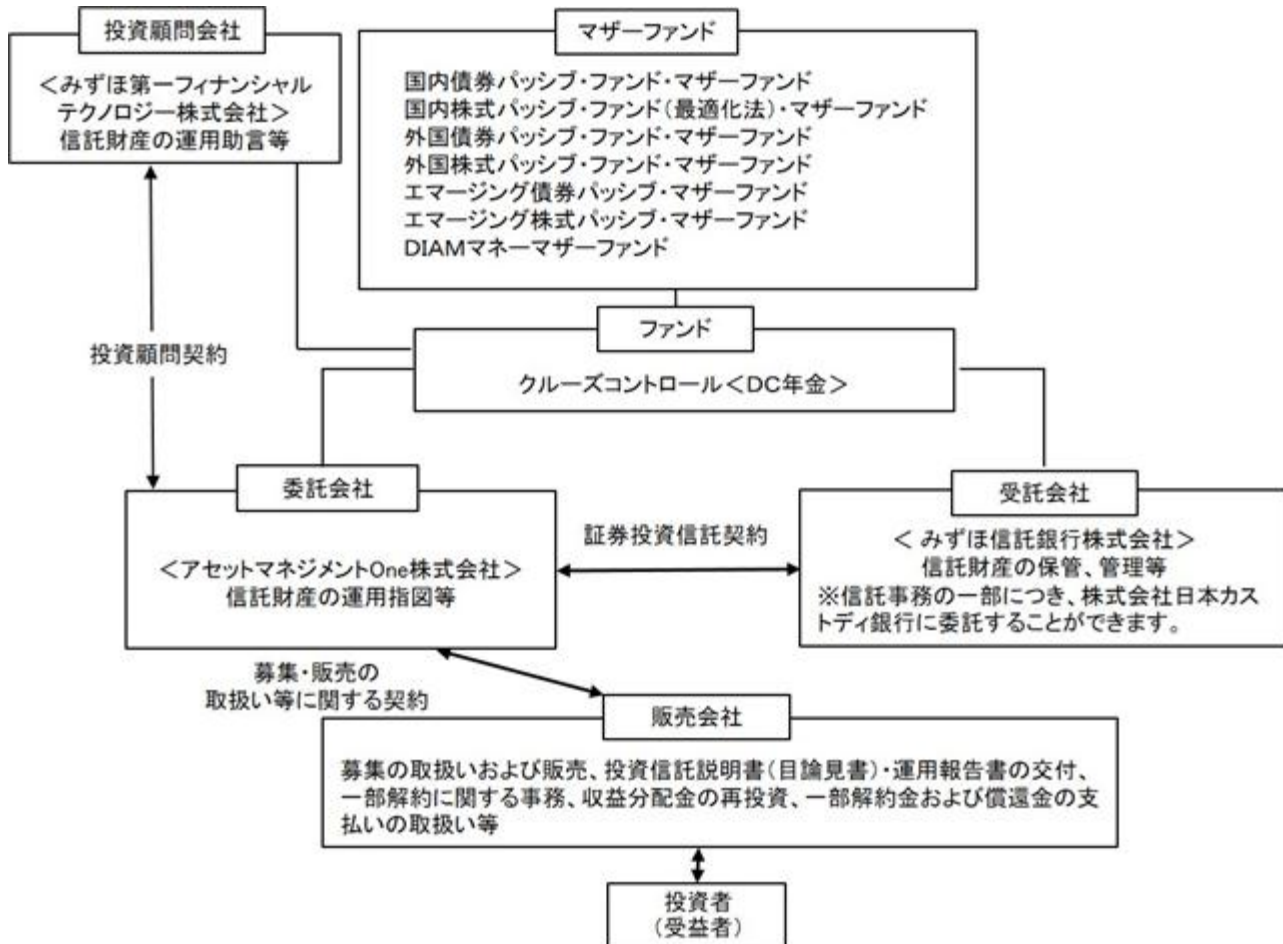 投資顧問会社
<みずほ第一フィナンシャル
テクノロジー株式会社>
信託財産の運用助言等
マザーファンド
国内債券パッシブ・ファンド・マザーファンド
国内株式パッシブ・ファンド(最適化法)・マザーファンド
外国債券パッシブ・ファンド・マザーファンド
外国株式パッシブ・ファンド・マザーファンド
エマージング債券パッシブ・マザーファンド
エマージング株式パッシブ・マザーファンド
DIAMマネーマザーファンド
ファンド
クルーズコントロール<DC年金>
投資顧問契約
委託会社
<アセットマネジメントOne株式会社>
信託財産の運用指図等
証券投資信託契約
受託会社
< みずほ信託銀行株式会社>
信託財産の保管、管理等
※信託事務の一部につき、株式会社日本カス
トディ銀行に委託することができます。
募集・販売の
取扱い等に関する契約
販売会社
募集の取扱いおよび販売、投資信託説明書(目論見書)・運用報告書の交付、
一部解約に関する事務、収益分配金の再投資、一部解約金および償還金の支
払いの取扱い等
投資者
(受益者)